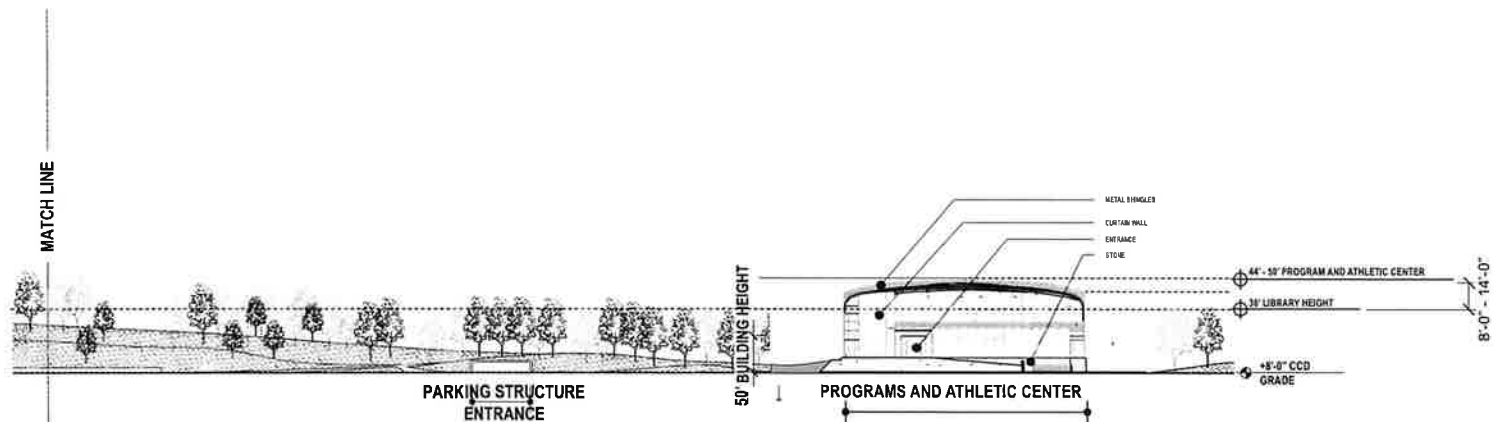 MATCH LINE
METAL SHINGLES
CURTAIN WALL
ENTRANCE
STONE
50' BUILDING HEIGHT
44' - 50' PROGRAM AND ATHLETIC CENTER
36' LIBRARY HEIGHT
8'-0" - 14'-0"
+8'-0" CCD
GRADE
PARKING STRUCTURE
ENTRANCE
PROGRAMS AND ATHLETIC CENTER